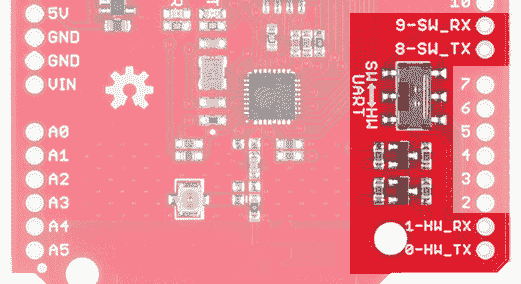 10
5V
GND
GND
VIN
A0
A1
A2
A3
A4
A5
9-SW_RX
8-SW_TX
SW↔HW
UART
7
6
5
4
3
2
1-HW_RX
0-HW_TX